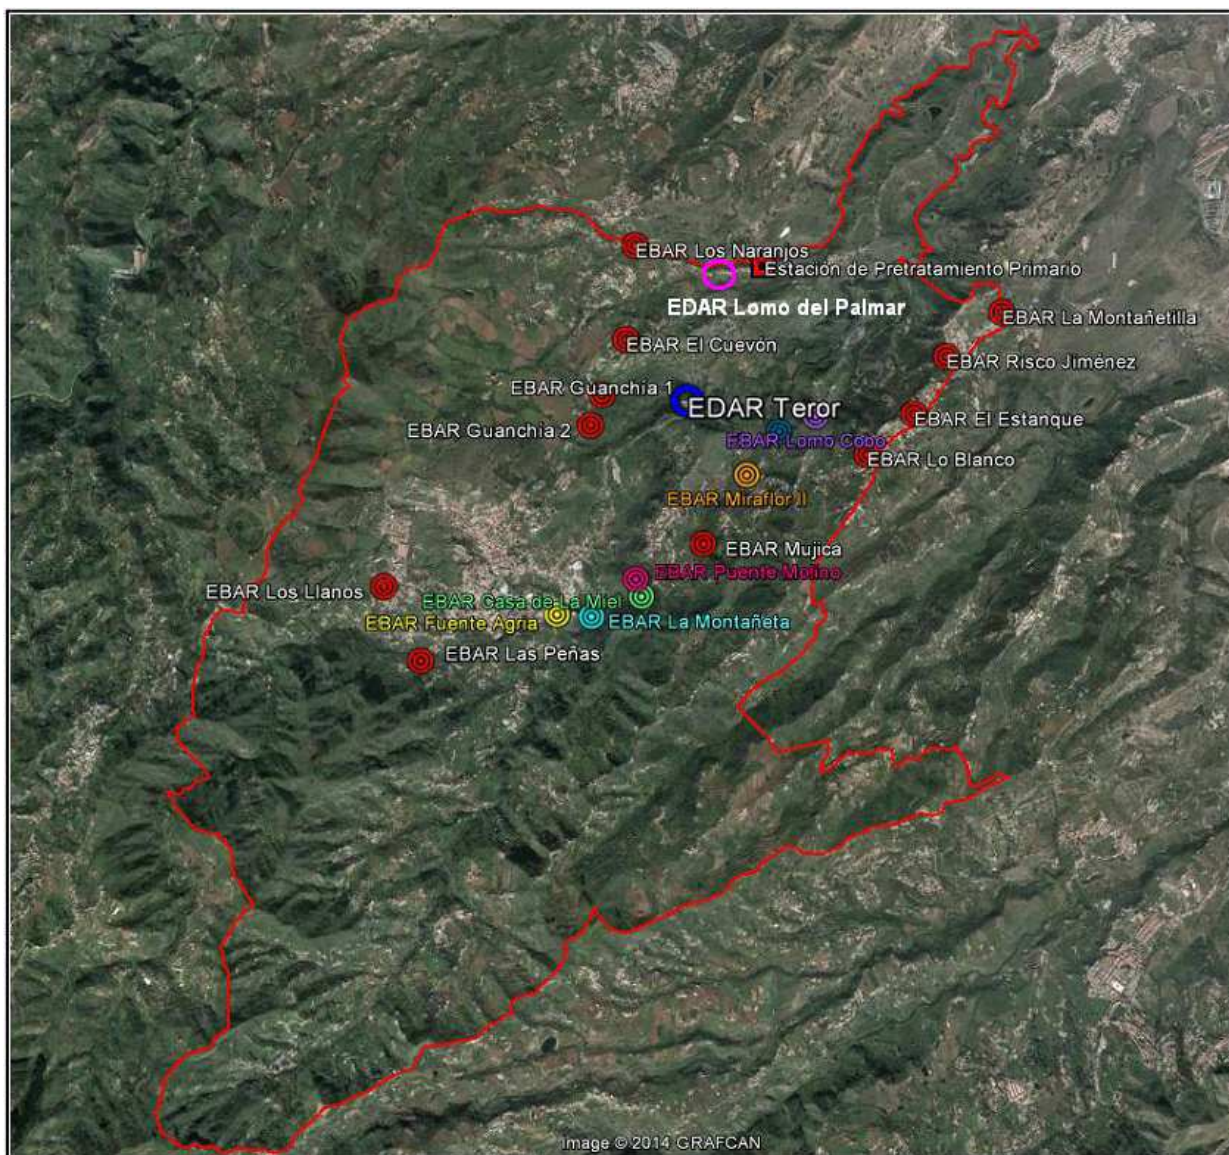 EBAR Los Naranjos
Estación de Pretratamiento Primario
EDAR Lomo del Palmar
EBAR La Montañetilla
EBAR El Cuevón
EBAR Risco Jiménez
EBAR Guanchía 1
EDAR Teror
EBAR El Estanque
EBAR Guanchía 2
EBAR Lomo Cobo
EBAR Lo Blanco
EBAR Miraflor II
EBAR Mujica
EBAR Puente Molino
EBAR Los Llanos
EBAR Casa de La Miel
EBAR Fuente Agria
EBAR La Montañeta
EBAR Las Peñas
Image © 2014 GRAFCAN